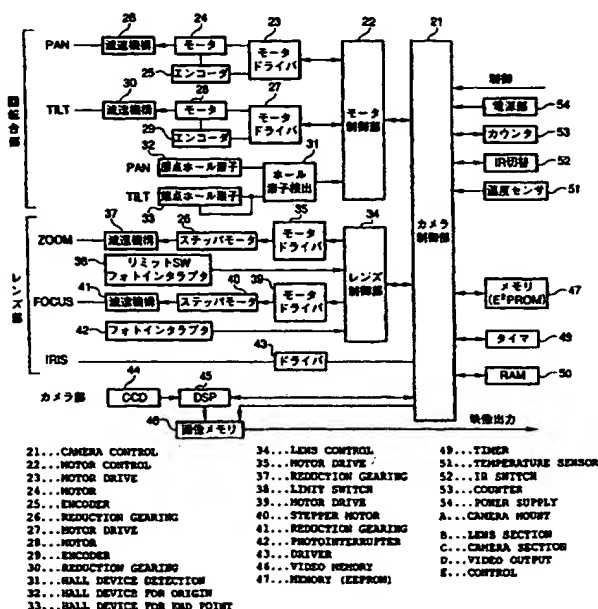 26 24 23 22 21
PAN 減速機構 モータ モータドライバ 制御
25 エンコーダ
電源部 54
30 28 27
TILT 減速機構 モータ モータドライバ モータ制御部
カウンタ 53
29 エンコーダ
IR切替 52
32 31
PAN 原点ホール素子 ホール素子検出
温度センサ 51
TILT 端点ホール素子
33 35 34 カメラ制御部
37 26
ZOOM 減速機構 ステッパモータ モータドライバ
36 リミットSW フォトインタラプタ レンズ制御部
メモリ (E²PROM) 47
41 40 39
FOCUS 減速機構 ステッパモータ モータドライバ
42 フォトインタラプタ
タイマ 49
43
IRIS ドライバ
RAM 50
レンズ部
44 45
カメラ部 CCD DSP
46 画像メモリ 映像出力
21...CAMERA CONTROL
22...MOTOR CONTROL
23...MOTOR DRIVE
24...MOTOR
25...ENCODER
26...REDUCTION GEARING
27...MOTOR DRIVE
28...MOTOR
29...ENCODER
30...REDUCTION GEARING
31...HALL DEVICE DETECTION
32...HALL DEVICE FOR ORIGIN
33...HALL DEVICE FOR END POINT
34...LENS CONTROL
35...MOTOR DRIVE
37...REDUCTION GEARING
38...LIMIT SWITCH
39...MOTOR DRIVE
40...STEPPER MOTOR
41...REDUCTION GEARING
42...PHOTOINTERRUPTER
43...DRIVER
46...VIDEO MEMORY
47...MEMORY (EEPROM)
49...TIMER
51...TEMPERATURE SENSOR
52...IR SWITCH
53...COUNTER
54...POWER SUPPLY
A...CAMERA MOUNT
B...LENS SECTION
C...CAMERA SECTION
D...VIDEO OUTPUT
E...CONTROL